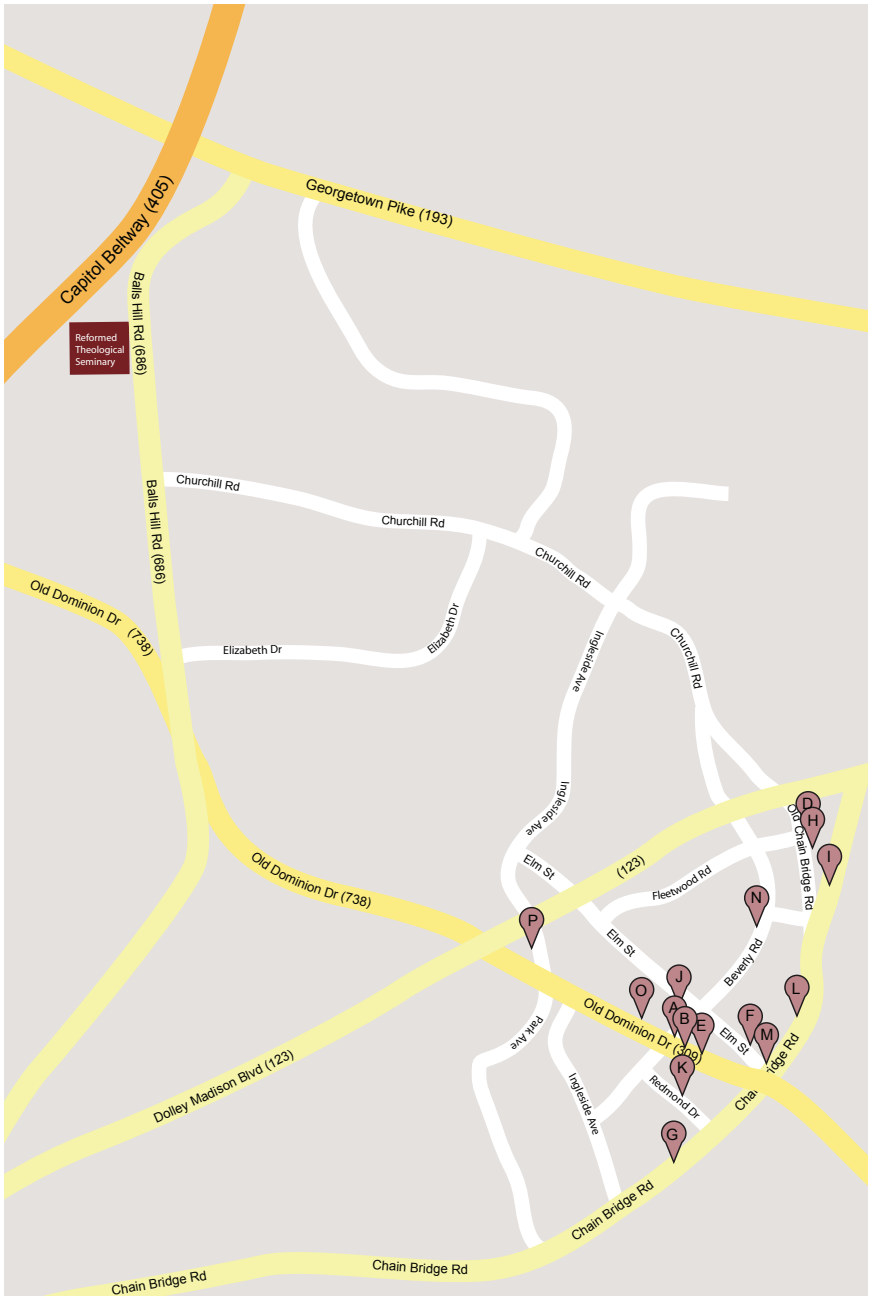 Georgetown Pike (193)
Capitol Beltway (405)
Balls Hill Rd (686)
Reformed
Theological
Seminary
Churchill Rd
Balls Hill Rd (686)
Churchill Rd
Churchill Rd
Old Dominion Dr (738)
Elizabeth Dr
Elizabeth Dr
Ingleside Ave
Churchill Rd
Ingleside Ave
D
Old Chain Bridge Rd
H
I
Elm St
(123)
Old Dominion Dr (738)
Fleetwood Rd
N
P
Elm St
Beverly Rd
J
O
L
A
B
E
F
M
Old Dominion Dr (309)
Elm St
Park Ave
K
Chain Bridge Rd
Dolley Madison Blvd (123)
Ingleside Ave
Redmond Dr
G
Chain Bridge Rd
Chain Bridge Rd
Chain Bridge Rd